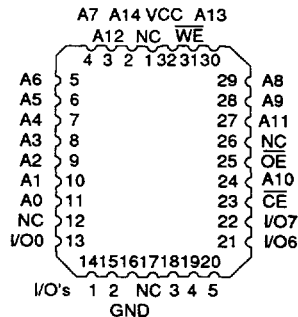 A7 A14 VCC A13
A12 NC WE
4 3 2 1 32 31 30
A6 5 29 A8
A5 6 28 A9
A4 7 27 A11
A3 8 26 NC
A2 9 25 OE
A1 10 24 A10
A0 11 23 CE
NC 12 22 I/O7
I/O0 13 21 I/O6
14 15 16 17 18 19 20
I/O's 1 2 NC 3 4 5
GND